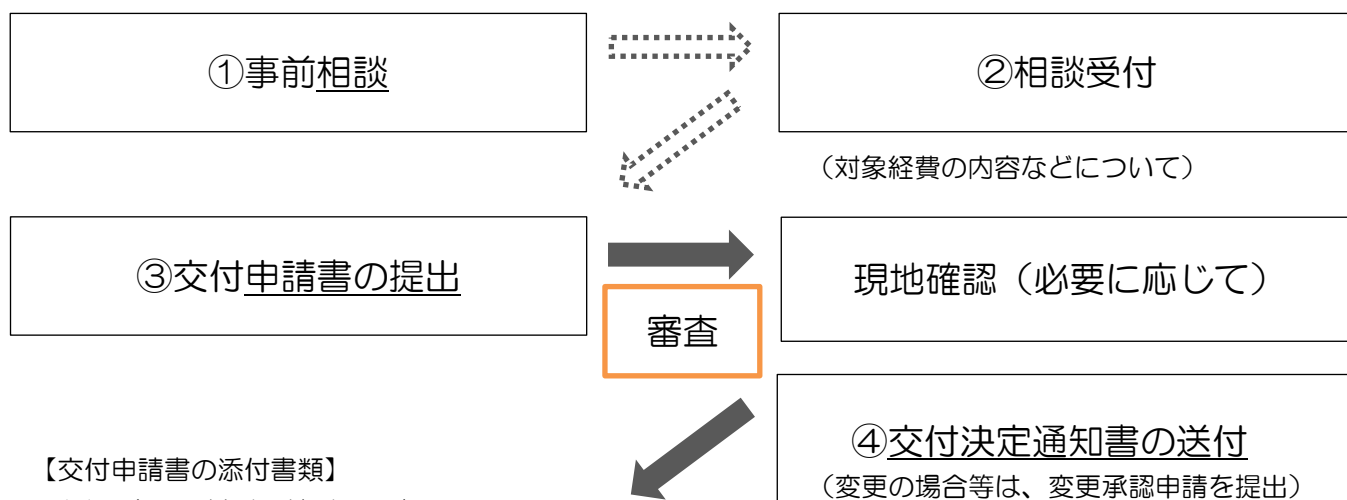 ①事前相談
②相談受付
（対象経費の内容などについて）
③交付申請書の提出
現地確認（必要に応じて）
審査
④交付決定通知書の送付
（変更の場合等は、変更承認申請を提出）
【交付申請書の添付書類】